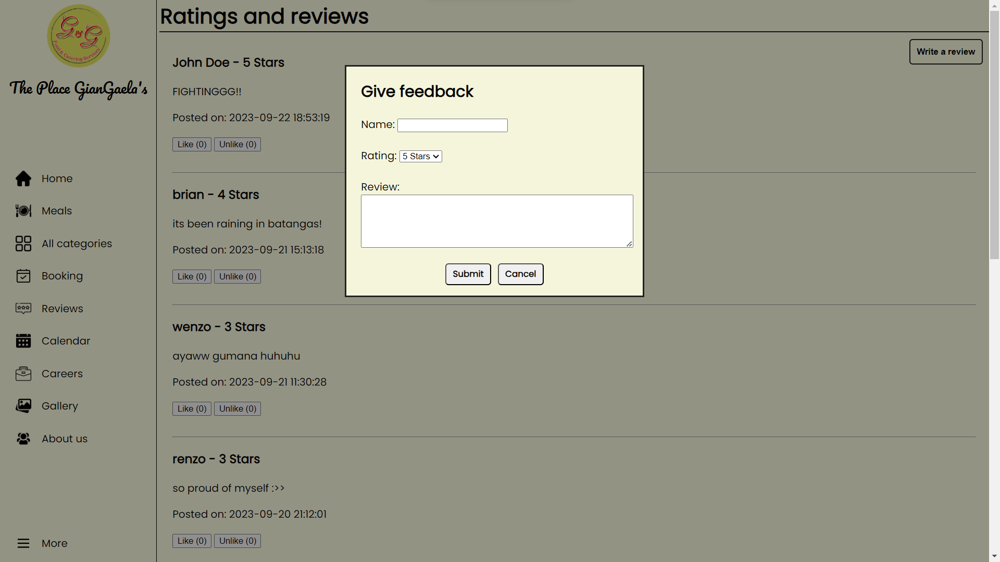 G&G
Food & Catering Services
The Place GianGaela's
Home
Meals
All categories
Booking
Reviews
Calendar
Careers
Gallery
About us
More
Ratings and reviews
Write a review
John Doe - 5 Stars
FIGHTINGGG!!
Posted on: 2023-09-22 18:53:19
Like (0) Unlike (0)
brian - 4 Stars
its been raining in batangas!
Posted on: 2023-09-21 15:13:18
Like (0) Unlike (0)
wenzo - 3 Stars
ayaww gumana huhuhu
Posted on: 2023-09-21 11:30:28
Like (0) Unlike (0)
renzo - 3 Stars
so proud of myself :>>
Posted on: 2023-09-20 21:12:01
Like (0) Unlike (0)
Give feedback
Name:
Rating: 5 Stars
Review:
Submit Cancel